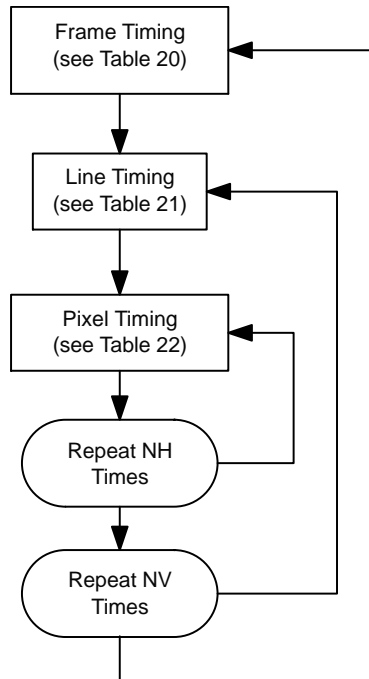 Frame Timing
(see Table 20)
Line Timing
(see Table 21)
Pixel Timing
(see Table 22)
Repeat NH
Times
Repeat NV
Times